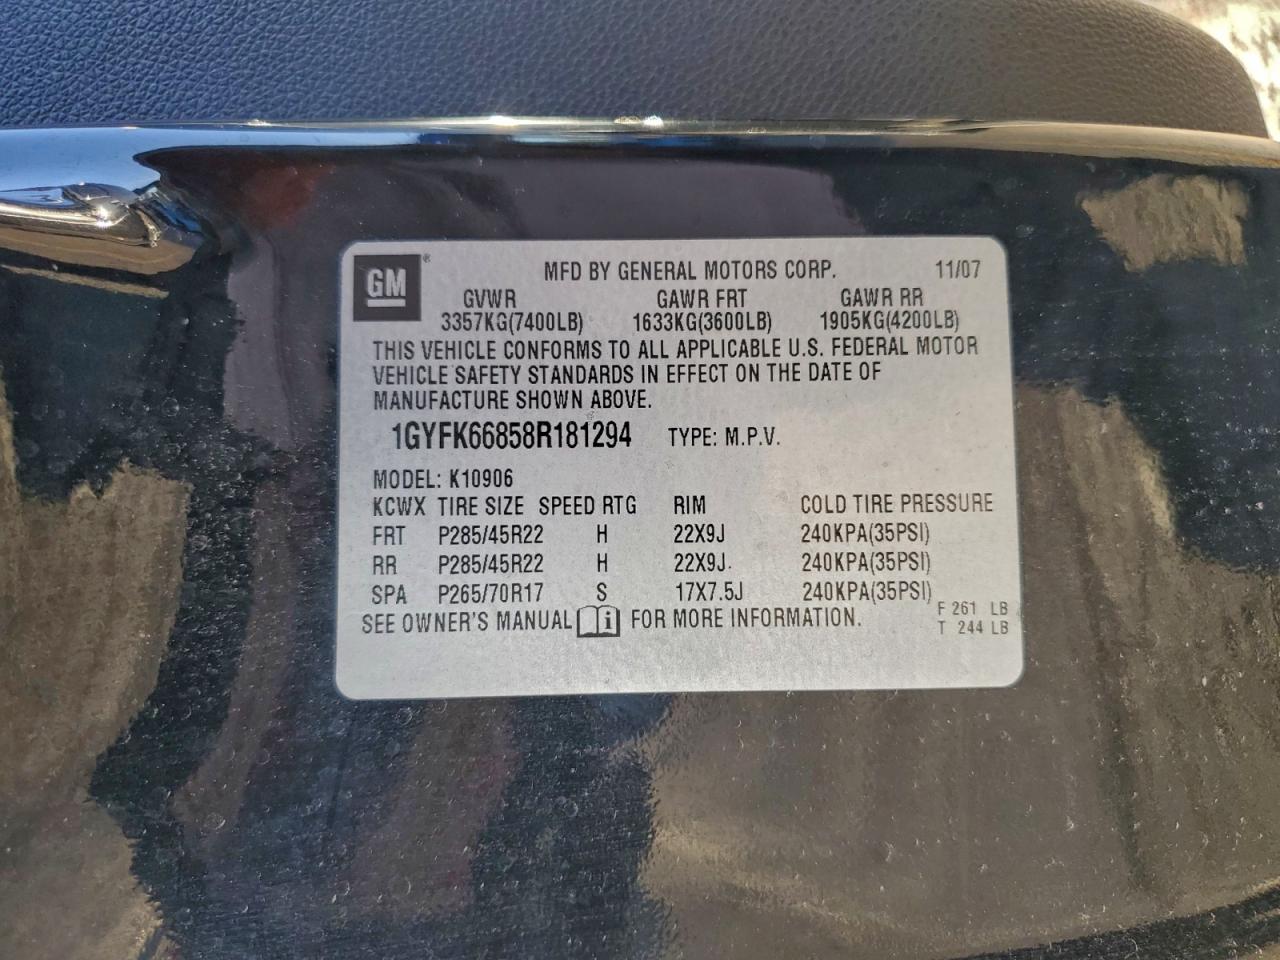 GM ® MFD BY GENERAL MOTORS CORP. 11/07
GVWR GAWR FRT GAWR RR
3357KG(7400LB) 1633KG(3600LB) 1905KG(4200LB)
THIS VEHICLE CONFORMS TO ALL APPLICABLE U.S. FEDERAL MOTOR
VEHICLE SAFETY STANDARDS IN EFFECT ON THE DATE OF
MANUFACTURE SHOWN ABOVE.
1GYFK66858R181294 TYPE: M.P.V.
MODEL: K10906
KCWX TIRE SIZE SPEED RTG RIM COLD TIRE PRESSURE
FRT P285/45R22 H 22X9J 240KPA(35PSI)
RR P285/45R22 H 22X9J 240KPA(35PSI)
SPA P265/70R17 S 17X7.5J 240KPA(35PSI)
SEE OWNER'S MANUAL i FOR MORE INFORMATION.
F 261 LB
T 244 LB